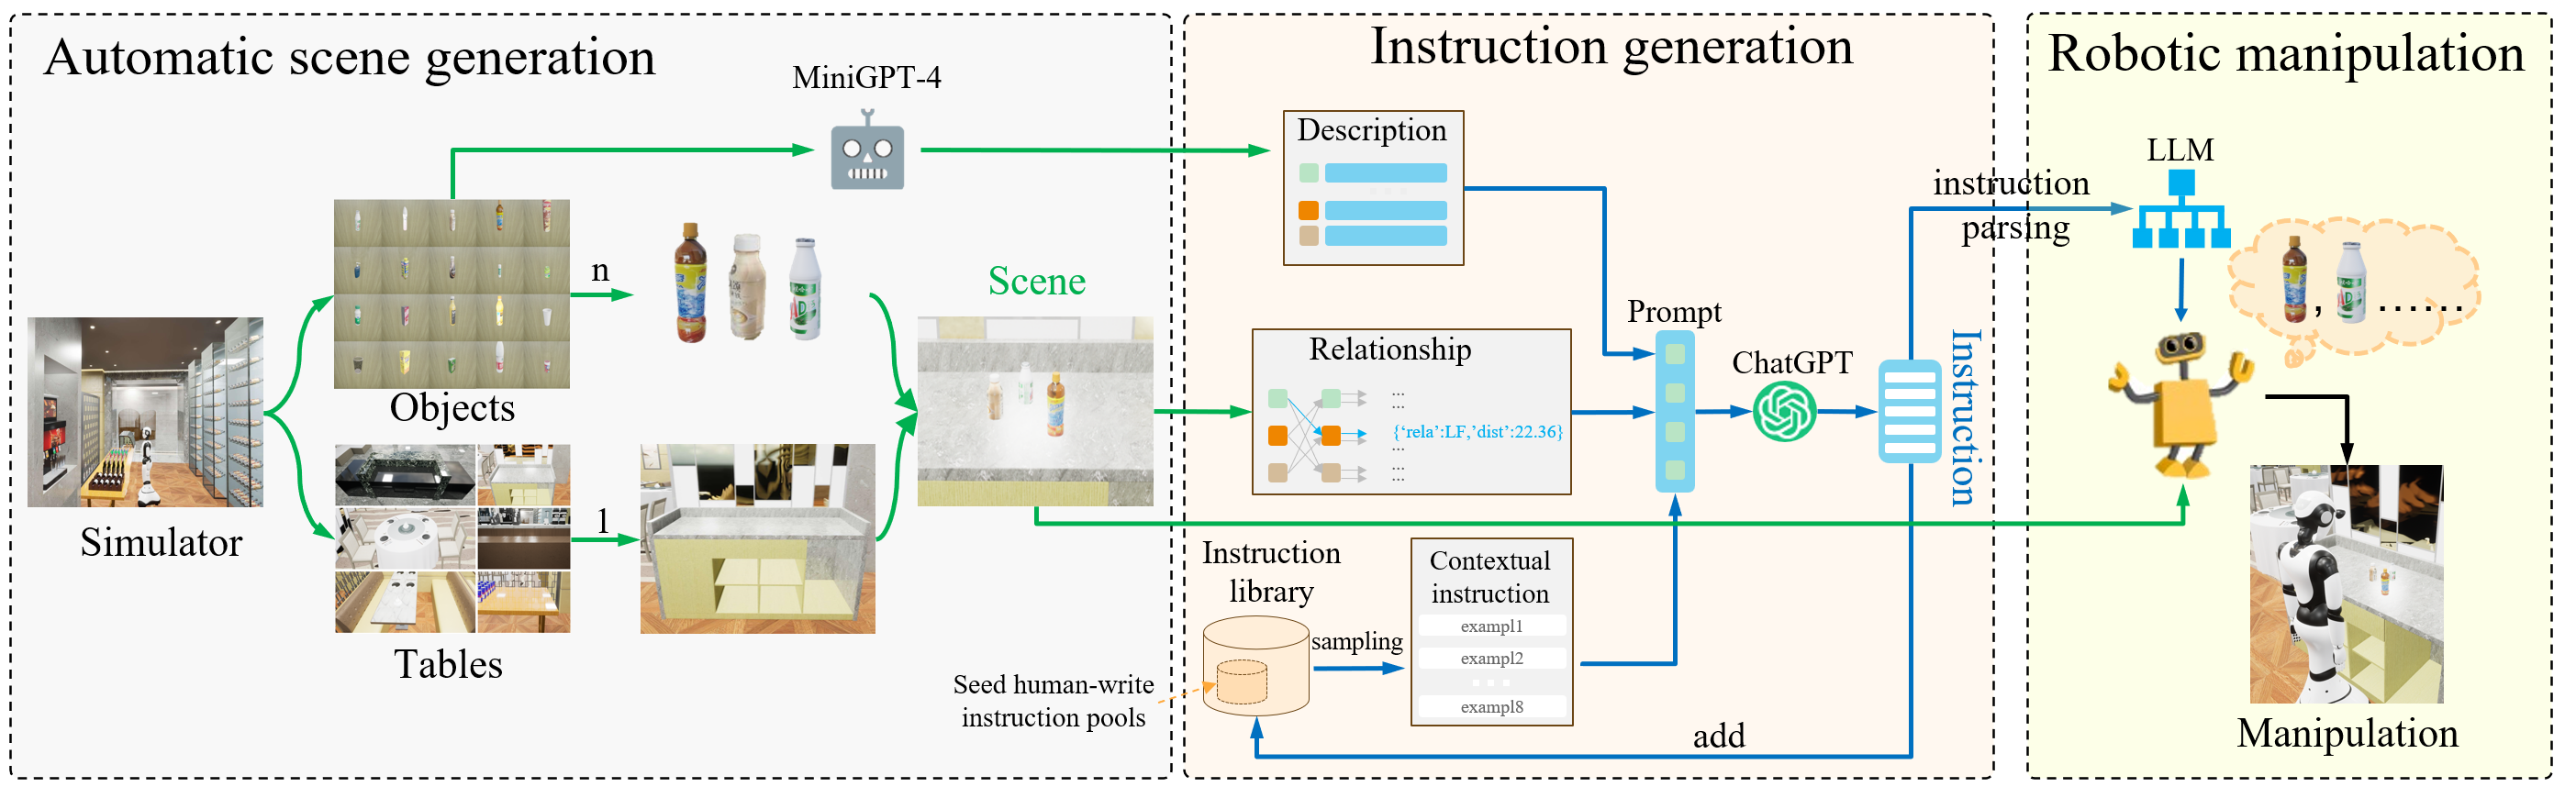 Automatic scene generation
MiniGPT-4
Objects
n
Scene
Simulator
1
Tables
Seed human-write
instruction pools
Instruction generation
Description
Relationship
...
...
{‘rela’:LF,’dist’:22.36}
...
...
...
Prompt
ChatGPT
Instruction
Instruction
library
sampling
Contextual
instruction
exampl1
exampl2
exampl8
add
Robotic manipulation
instruction
parsing
LLM
, ......
Manipulation